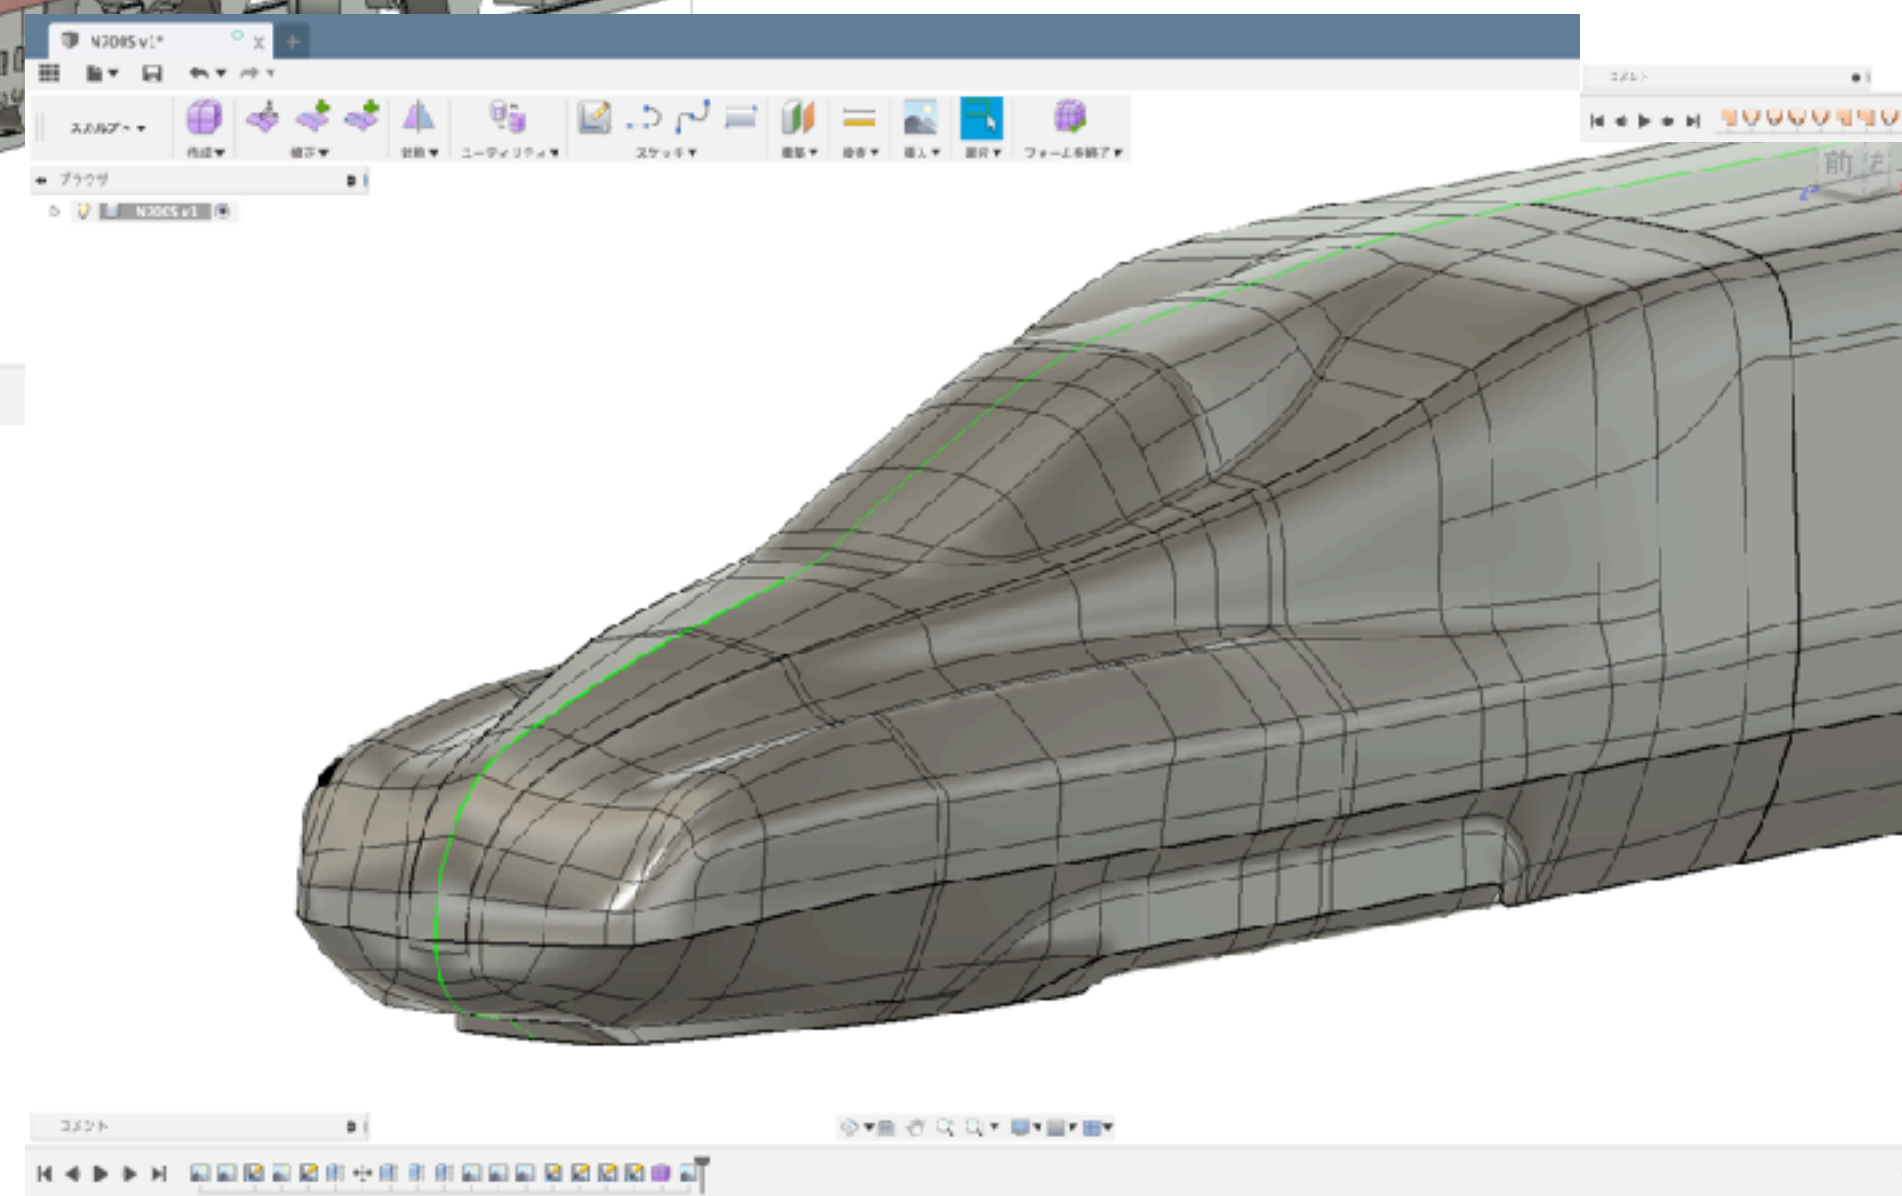 N700S v1*
スカルプト
作成
修正
対称
ユーティリティ
スケッチ
構築
検査
挿入
選択
フォームを終了
ブラウザ
N700S v1
コメント
前
コメント